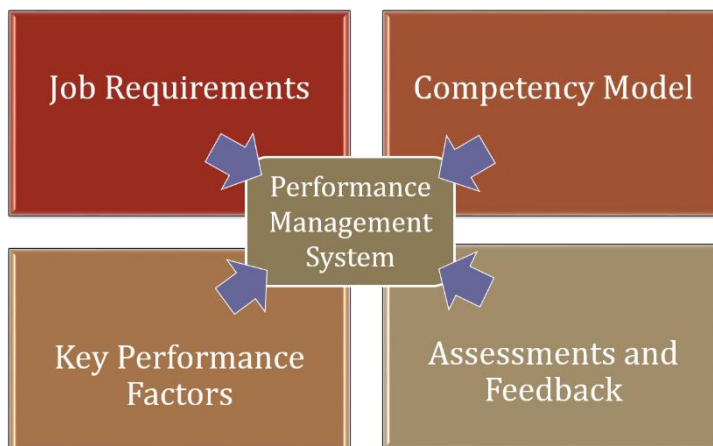 Job Requirements
Competency Model
Performance
Management
System
Key Performance
Factors
Assessments and
Feedback